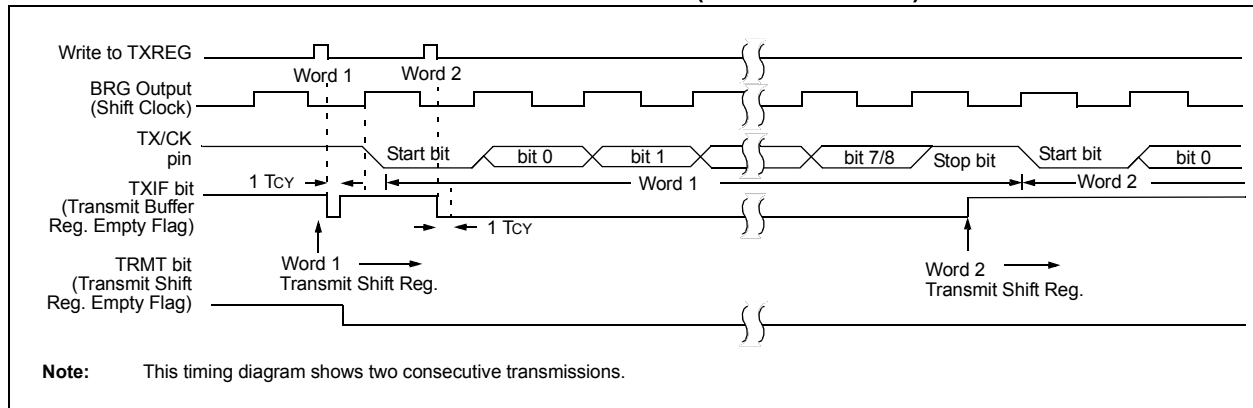 Write to TXREG
Word 1 Word 2
BRG Output
(Shift Clock)
TX/CK
pin
Start bit bit 0 bit 1 bit 7/8 Stop bit Start bit bit 0
1 TCY
Word 1 Word 2
TXIF bit
(Transmit Buffer
Reg. Empty Flag)
1 TCY
Word 1
Transmit Shift Reg.
Word 2
Transmit Shift Reg.
TRMT bit
(Transmit Shift
Reg. Empty Flag)
Note: This timing diagram shows two consecutive transmissions.